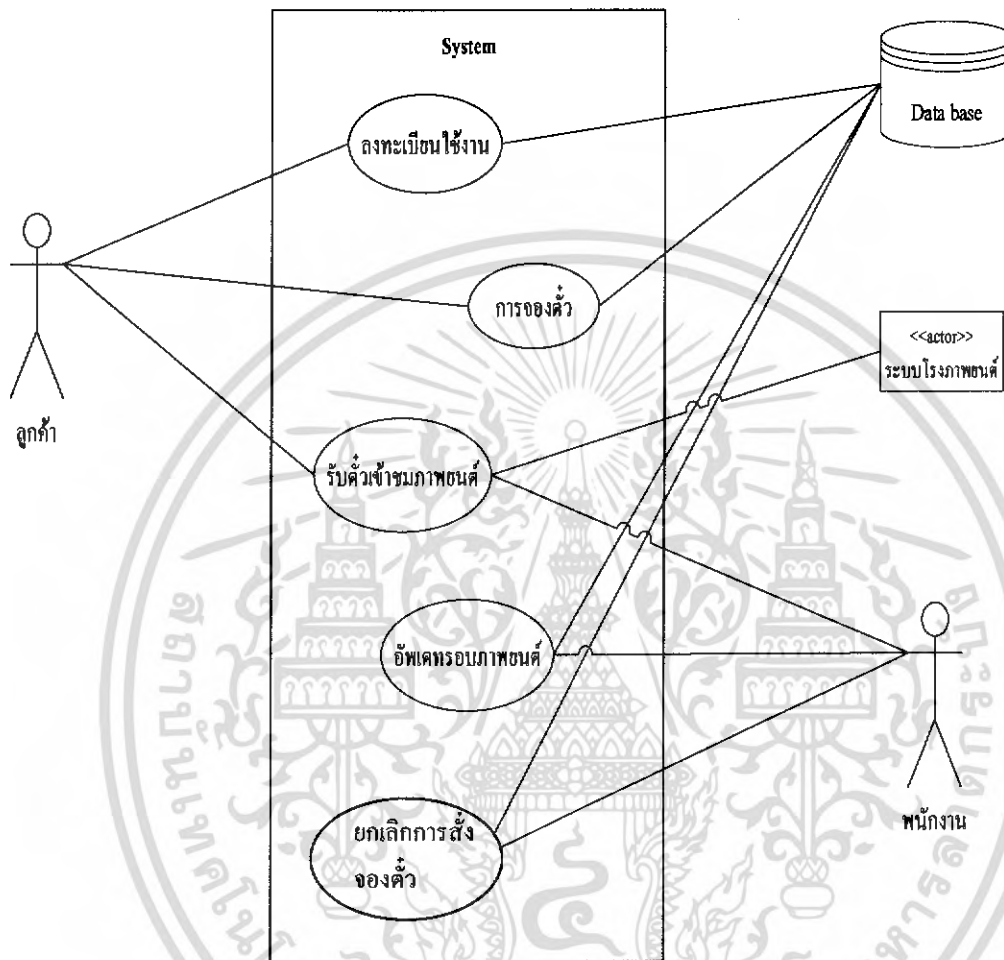 System
Data base
ลงทะเบียนใช้งาน
การจองตั๋ว
<<actor>>
ระบบโรงภาพยนต์
ลูกค้า
รับตั๋วเข้าชมภาพยนต์
อัพเดทรอบภาพยนต์
พนักงาน
ยกเลิกการสั่ง
จองตั๋ว